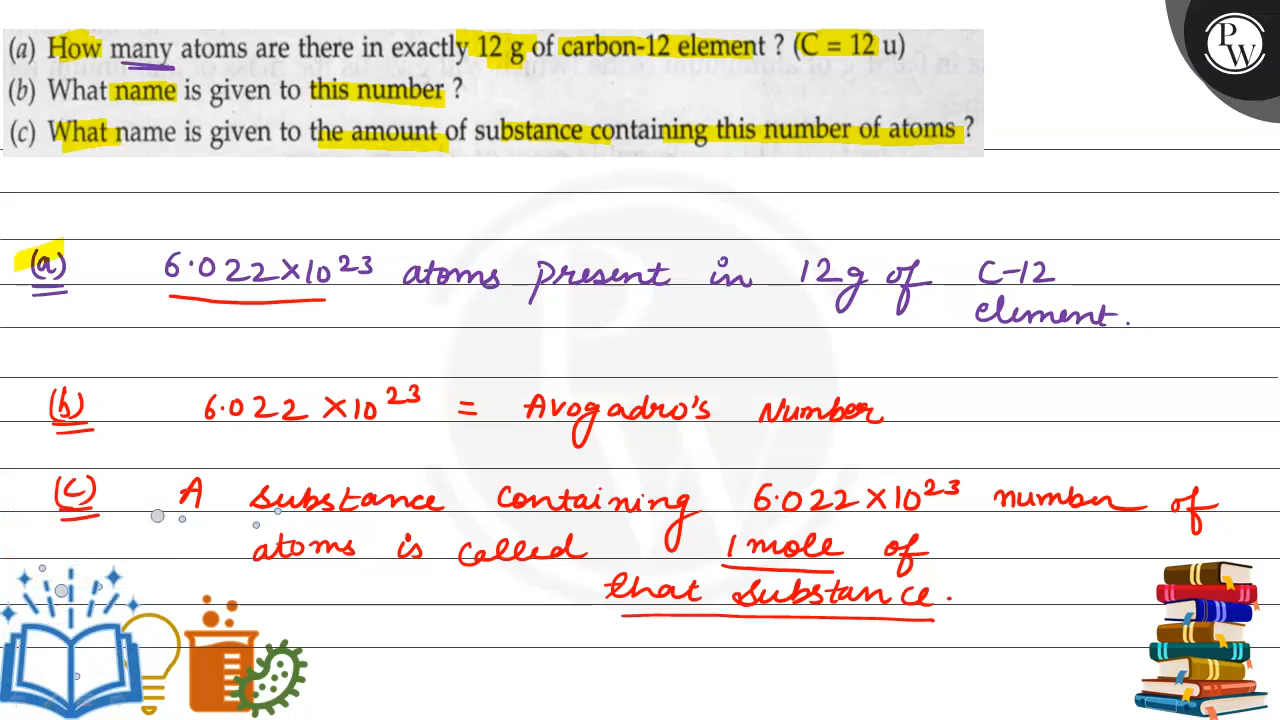 (a) How many atoms are there in exactly 12 g of carbon-12 element ? (C = 12 u)
(b) What name is given to this number ?
(c) What name is given to the amount of substance containing this number of atoms ?
PW
(a) 6.022×10²³ atoms present in 12g of C-12
element.
(b) 6.022×10²³ = Avogadro's Number
(c) A substance containing 6.022×10²³ number of
atoms is called 1 mole of
that substance.